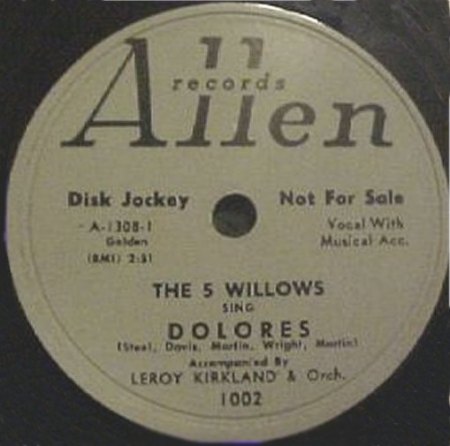 Allen
records
Disk Jockey Not For Sale
A-1308-1 Vocal With
Golden Musical Acc.
(BMI) 2:51
THE 5 WILLOWS
SING
DOLORES
(Steel, Davis, Martin, Wright, Martin)
Accompanied By
LEROY KIRKLAND & Orch.
1002